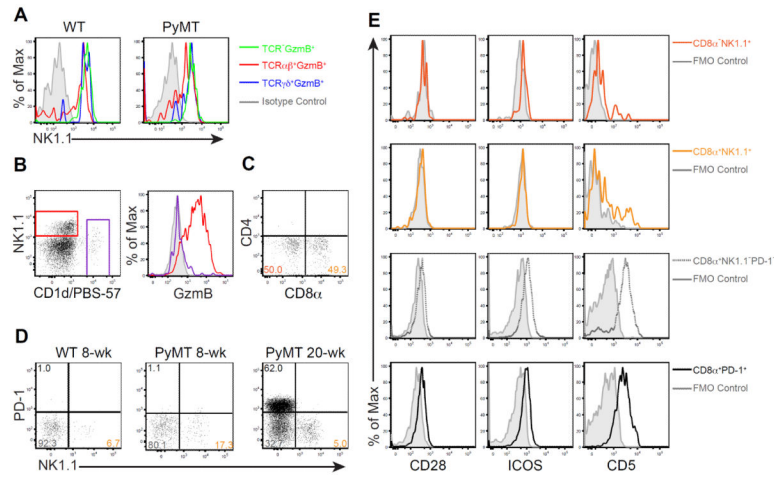 A
WT
PyMT
% of Max
NK1.1
TCR⁻GzmB⁺
TCRαβ⁺GzmB⁺
TCRγδ⁺GzmB⁺
Isotype Control
B
NK1.1
CD1d/PBS-57
% of Max
GzmB
C
CD4
50.0
49.3
CD8α
D
WT 8-wk
PyMT 8-wk
PyMT 20-wk
PD-1
1.0
92.3
6.7
1.1
80.1
17.3
62.0
32.7
5.0
NK1.1
E
CD8α⁻NK1.1⁺
FMO Control
CD8α⁺NK1.1⁺
FMO Control
CD8α⁺NK1.1⁻PD-1⁻
FMO Control
CD8α⁺PD-1⁺
FMO Control
% of Max
CD28
ICOS
CD5